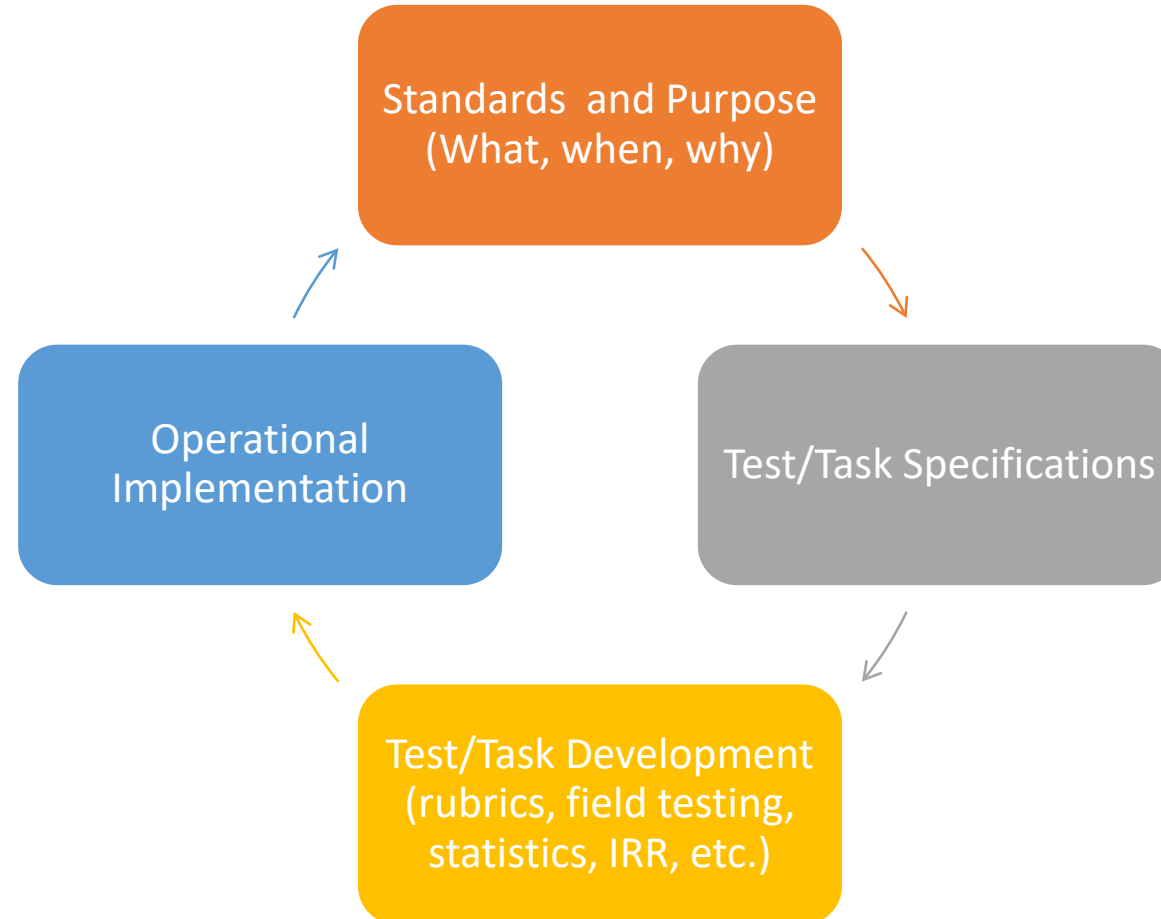 Standards and Purpose
(What, when, why)
Operational
Implementation
Test/Task Specifications
Test/Task Development
(rubrics, field testing,
statistics, IRR, etc.)